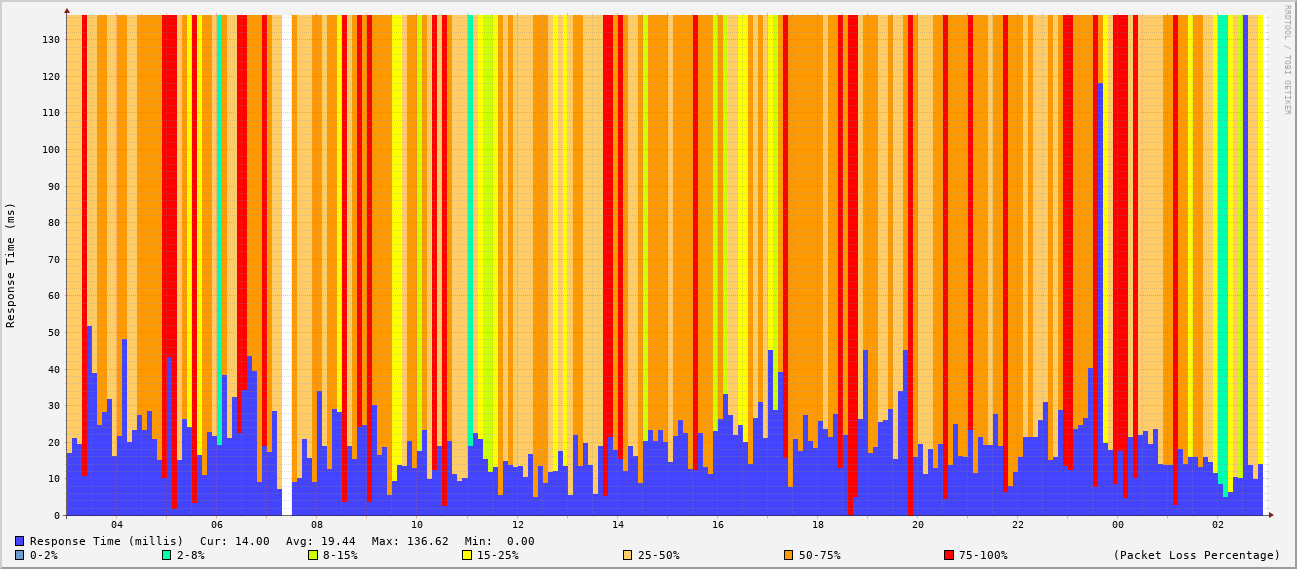 RRDTOOL / TOBI OETIKER
Response Time (ms)
130
120
110
100
90
80
70
60
50
40
30
20
10
0
04 06 08 10 12 14 16 18 20 22 00 02
Response Time (millis) Cur: 14.00 Avg: 19.44 Max: 136.62 Min: 0.00
0-2% 2-8% 8-15% 15-25% 25-50% 50-75% 75-100% (Packet Loss Percentage)